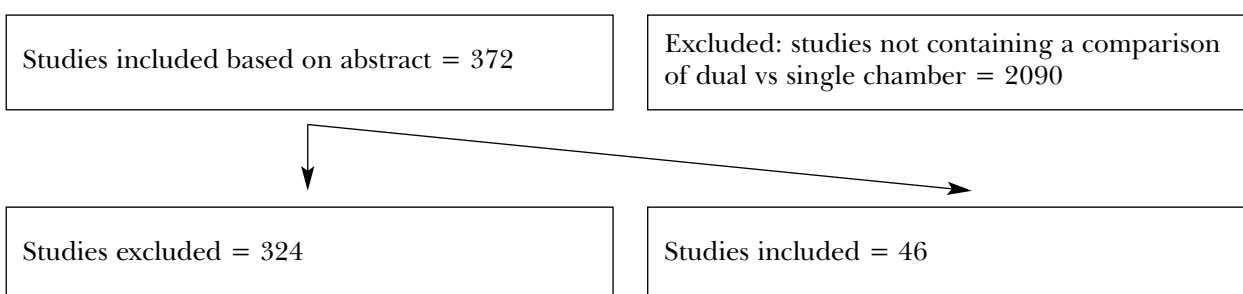 Studies included based on abstract = 372
Excluded: studies not containing a comparison
of dual vs single chamber = 2090
Studies excluded = 324
Studies included = 46